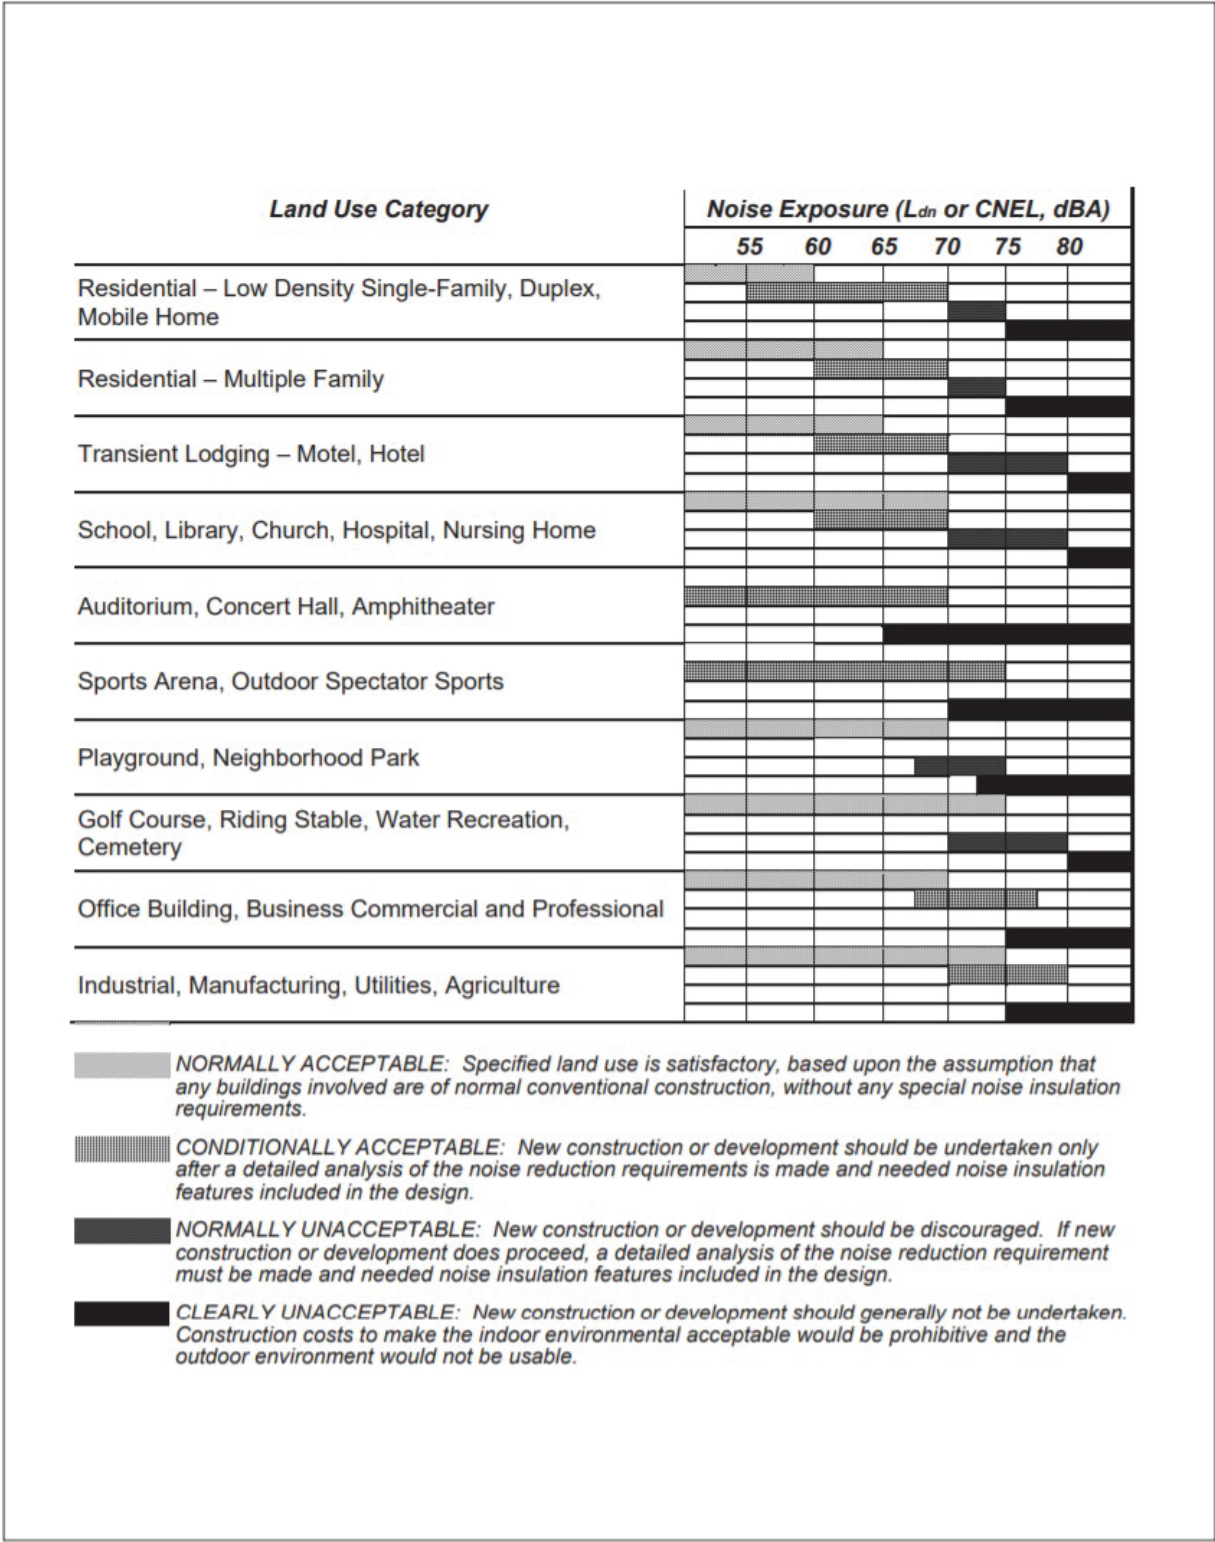 Land Use Category
Noise Exposure (Ldn or CNEL, dBA)
55 60 65 70 75 80
Residential – Low Density Single-Family, Duplex,
Mobile Home
Residential – Multiple Family
Transient Lodging – Motel, Hotel
School, Library, Church, Hospital, Nursing Home
Auditorium, Concert Hall, Amphitheater
Sports Arena, Outdoor Spectator Sports
Playground, Neighborhood Park
Golf Course, Riding Stable, Water Recreation,
Cemetery
Office Building, Business Commercial and Professional
Industrial, Manufacturing, Utilities, Agriculture
NORMALLY ACCEPTABLE: Specified land use is satisfactory, based upon the assumption that
any buildings involved are of normal conventional construction, without any special noise insulation
requirements.
CONDITIONALLY ACCEPTABLE: New construction or development should be undertaken only
after a detailed analysis of the noise reduction requirements is made and needed noise insulation
features included in the design.
NORMALLY UNACCEPTABLE: New construction or development should be discouraged. If new
construction or development does proceed, a detailed analysis of the noise reduction requirement
must be made and needed noise insulation features included in the design.
CLEARLY UNACCEPTABLE: New construction or development should generally not be undertaken.
Construction costs to make the indoor environmental acceptable would be prohibitive and the
outdoor environment would not be usable.